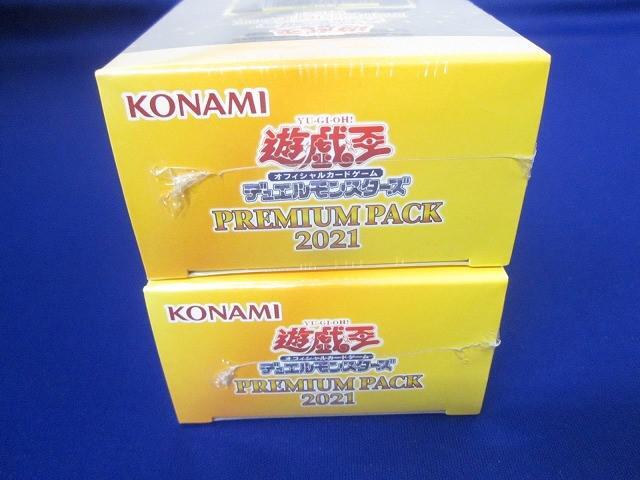 KONAMI
YU-GI-OH!
遊戯王
オフィシャルカードゲーム
デュエルモンスターズ
PREMIUM PACK
2021
KONAMI
YU-GI-OH!
遊戯王
オフィシャルカードゲーム
デュエルモンスターズ
PREMIUM PACK
2021